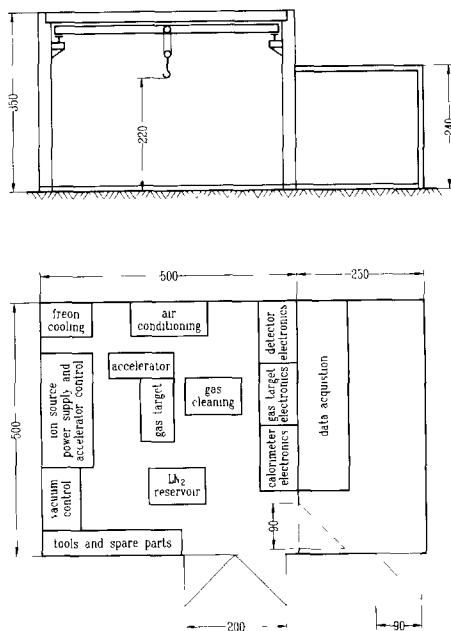 350
220
240
500
250
500
freon
cooling
air
conditioning
detector
electronics
data acquistion
accelerator
ion source
power supply and
accelerator control
gas target
gas
cleaning
gas target
electronics
calorimeter
electronics
vacuum
control
LN2
reservoir
tools and spare parts
90
200
90